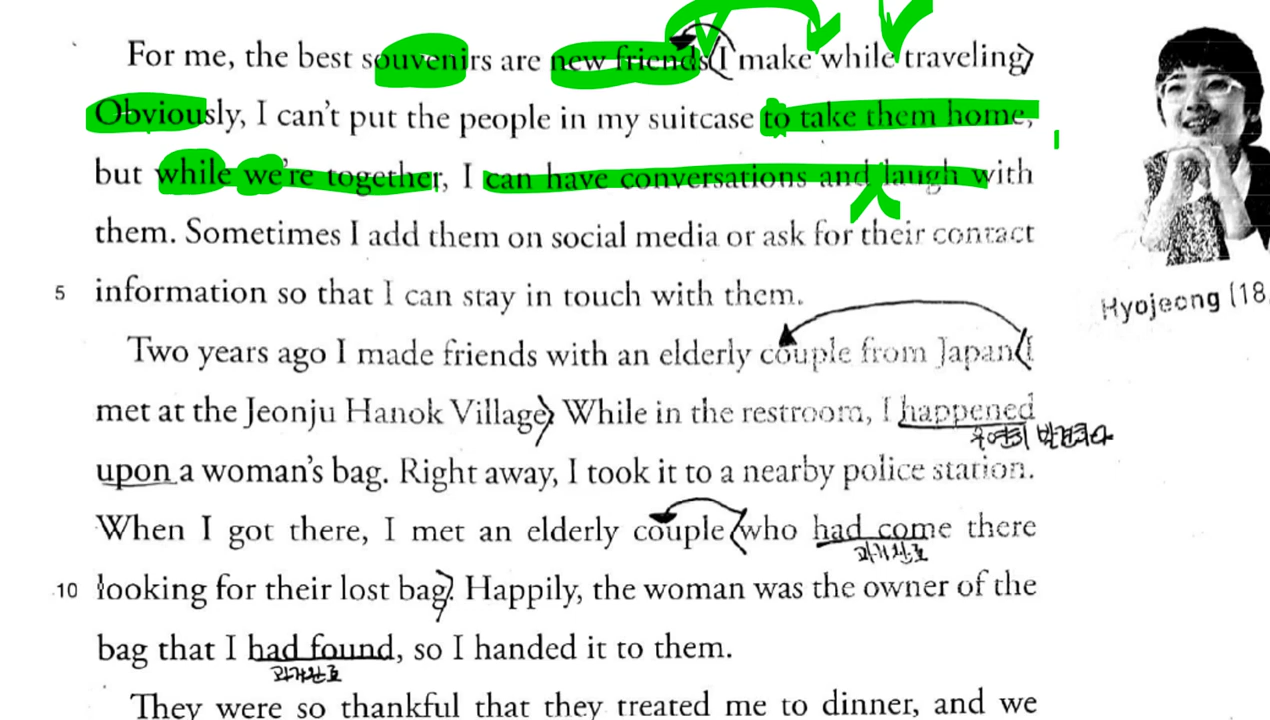 For me, the best souvenirs are new friends I make while traveling
Obviously, I can't put the people in my suitcase to take them home,
but while we're together, I can have conversations and laugh with
them. Sometimes I add them on social media or ask for their contact
5 information so that I can stay in touch with them.
Hyojeong (18,
Two years ago I made friends with an elderly couple from Japan I
met at the Jeonju Hanok Village. While in the restroom, I happened
우연히 발견하다
upon a woman's bag. Right away, I took it to a nearby police station.
When I got there, I met an elderly couple who had come there
과거완료
10 looking for their lost bag. Happily, the woman was the owner of the
bag that I had found, so I handed it to them.
과거완료
They were so thankful that they treated me to dinner, and we